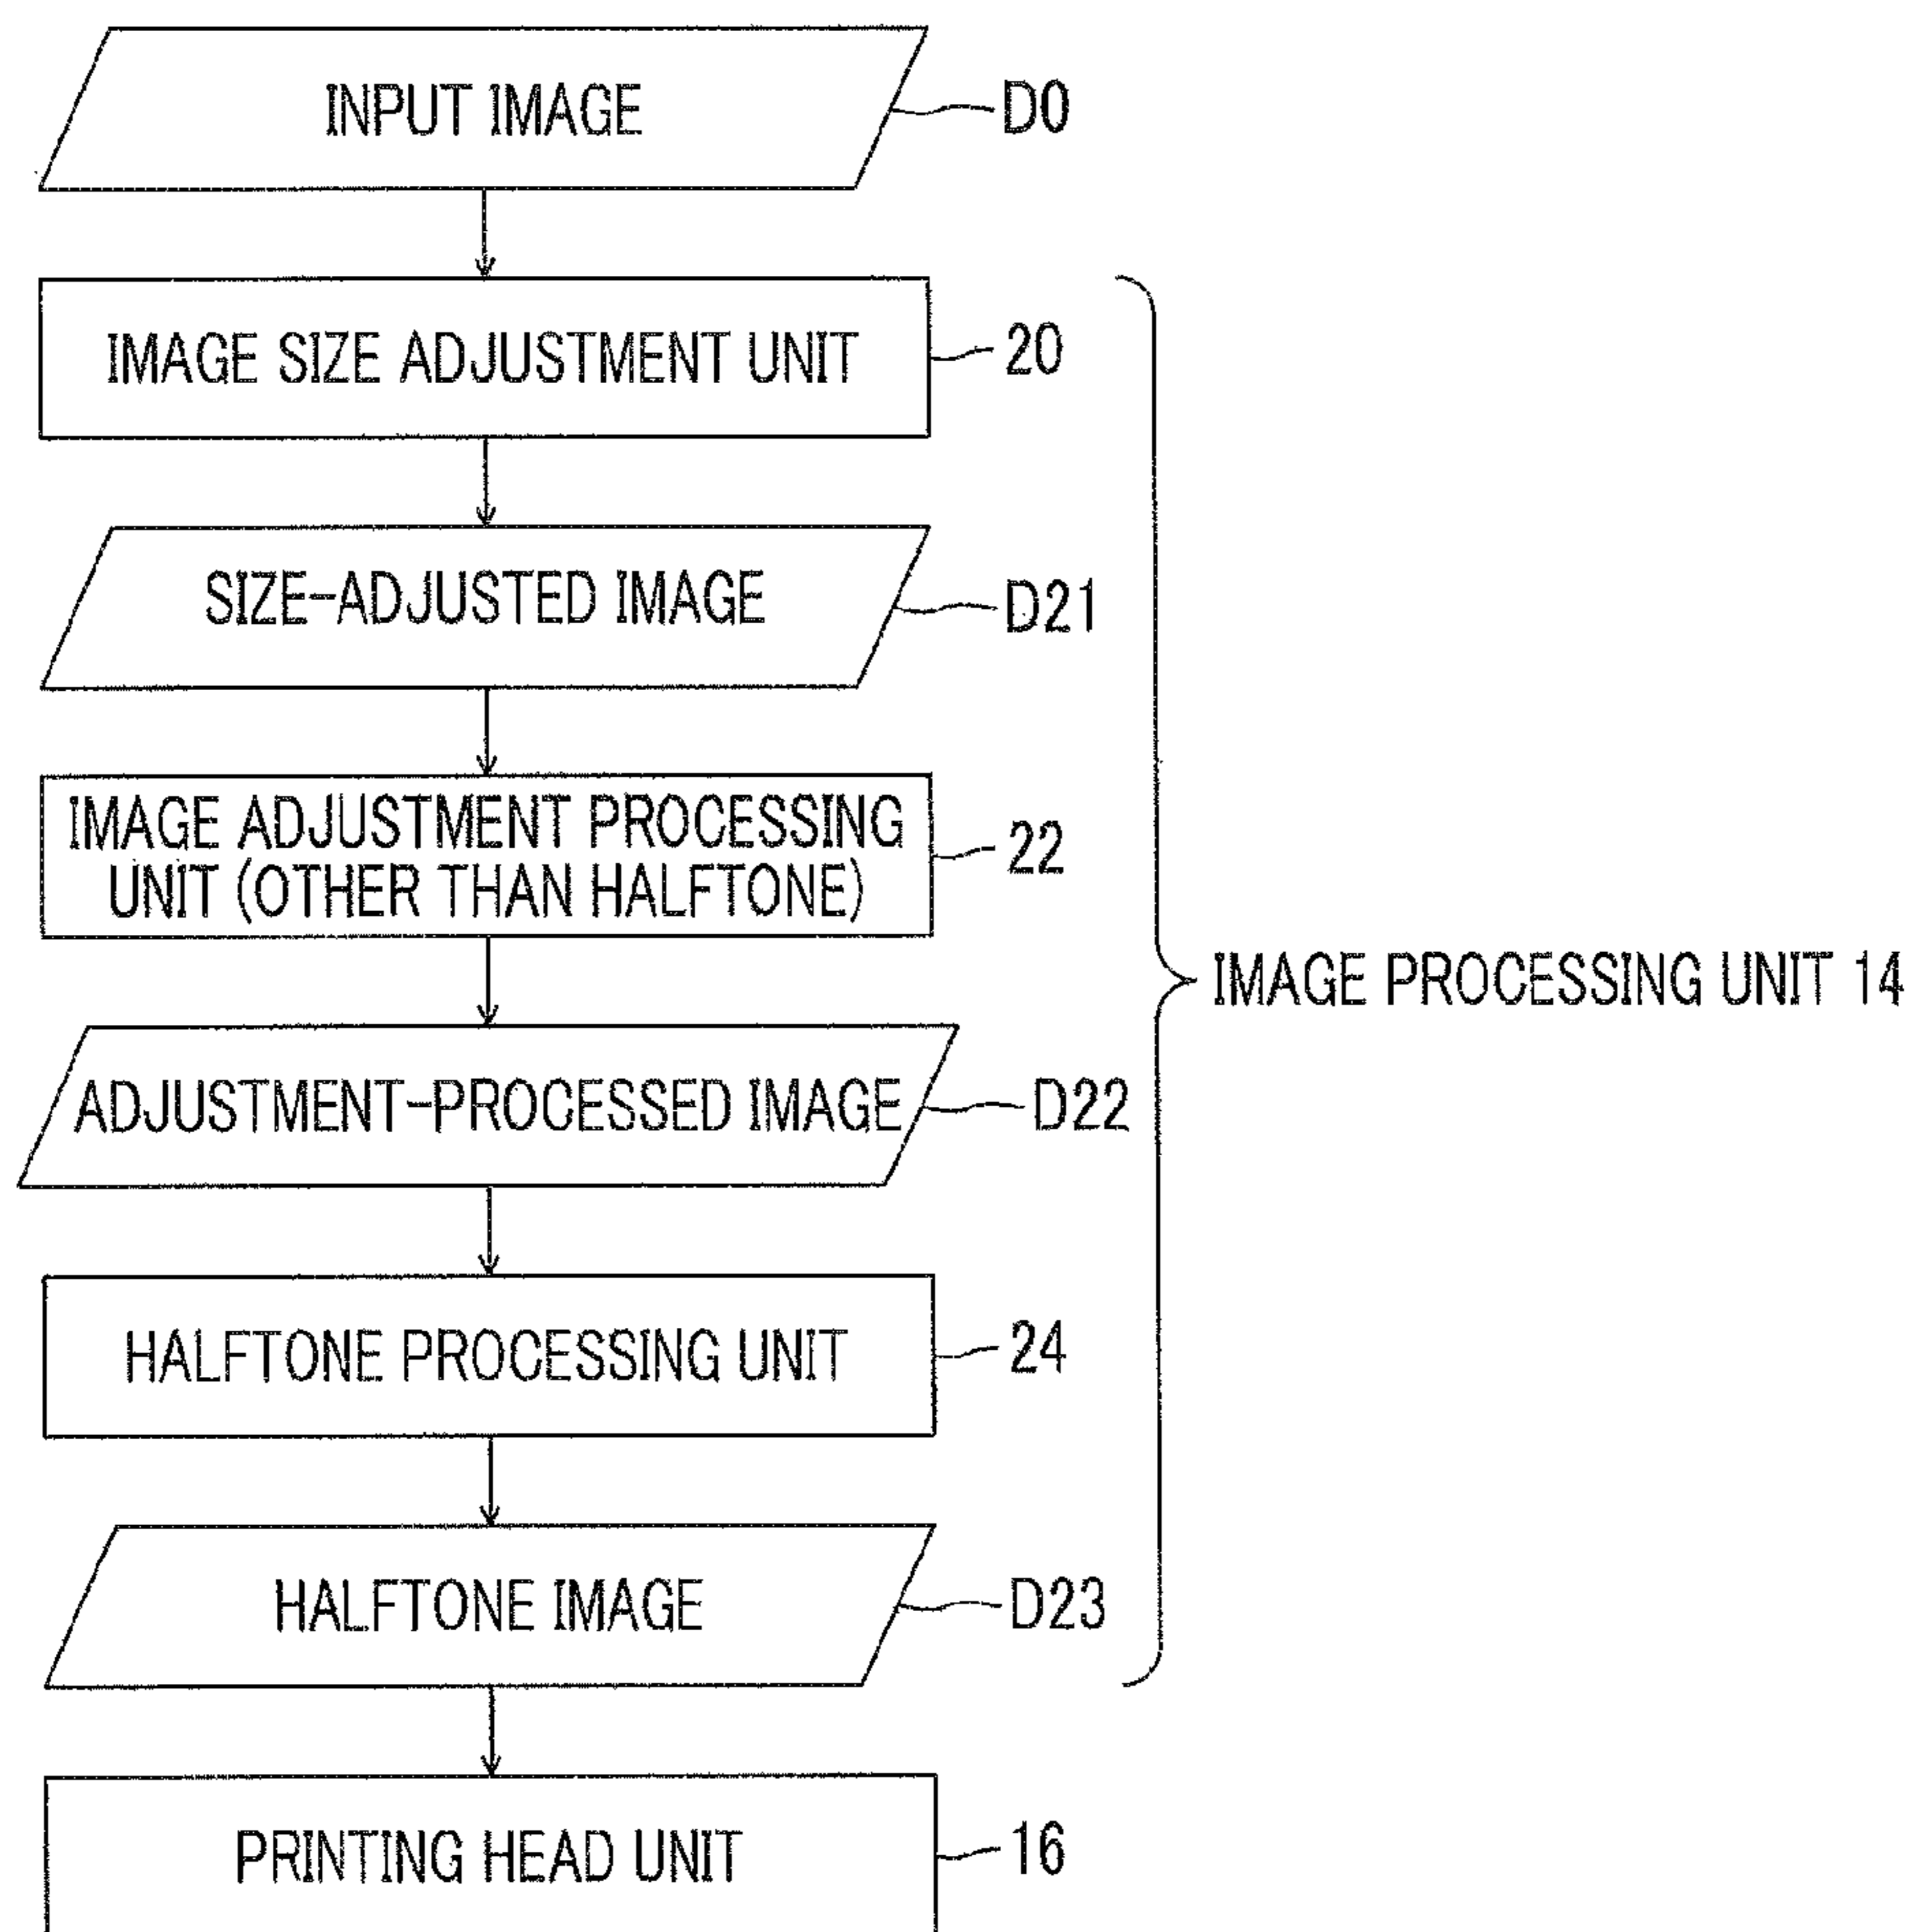 INPUT IMAGE
D0
IMAGE SIZE ADJUSTMENT UNIT
20
SIZE-ADJUSTED IMAGE
D21
IMAGE ADJUSTMENT PROCESSING
UNIT (OTHER THAN HALFTONE)
22
IMAGE PROCESSING UNIT 14
ADJUSTMENT-PROCESSED IMAGE
D22
HALFTONE PROCESSING UNIT
24
HALFTONE IMAGE
D23
PRINTING HEAD UNIT
16